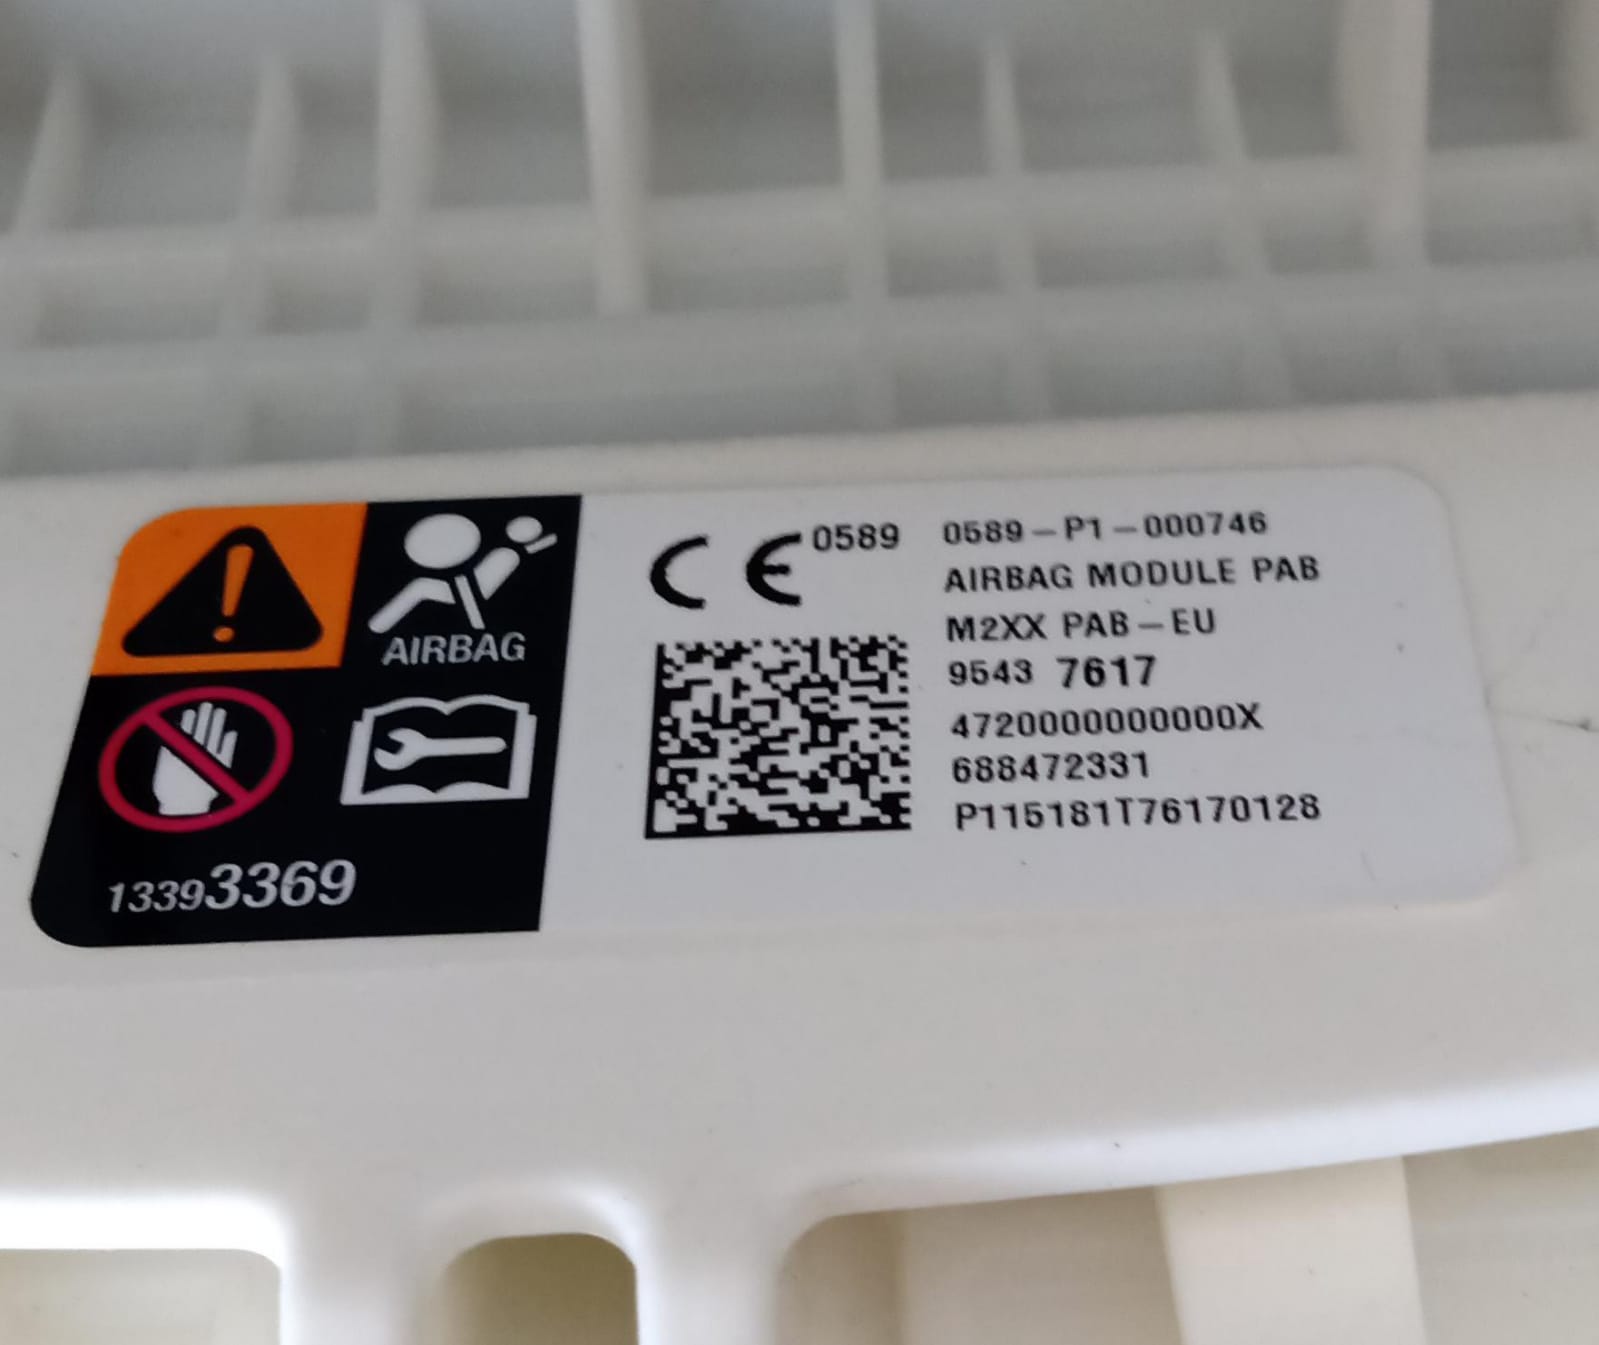 AIRBAG
13393369
CE 0589
0589-P1-000746
AIRBAG MODULE PAB
M2XX PAB-EU
9543 7617
4720000000000X
688472331
P115181T76170128